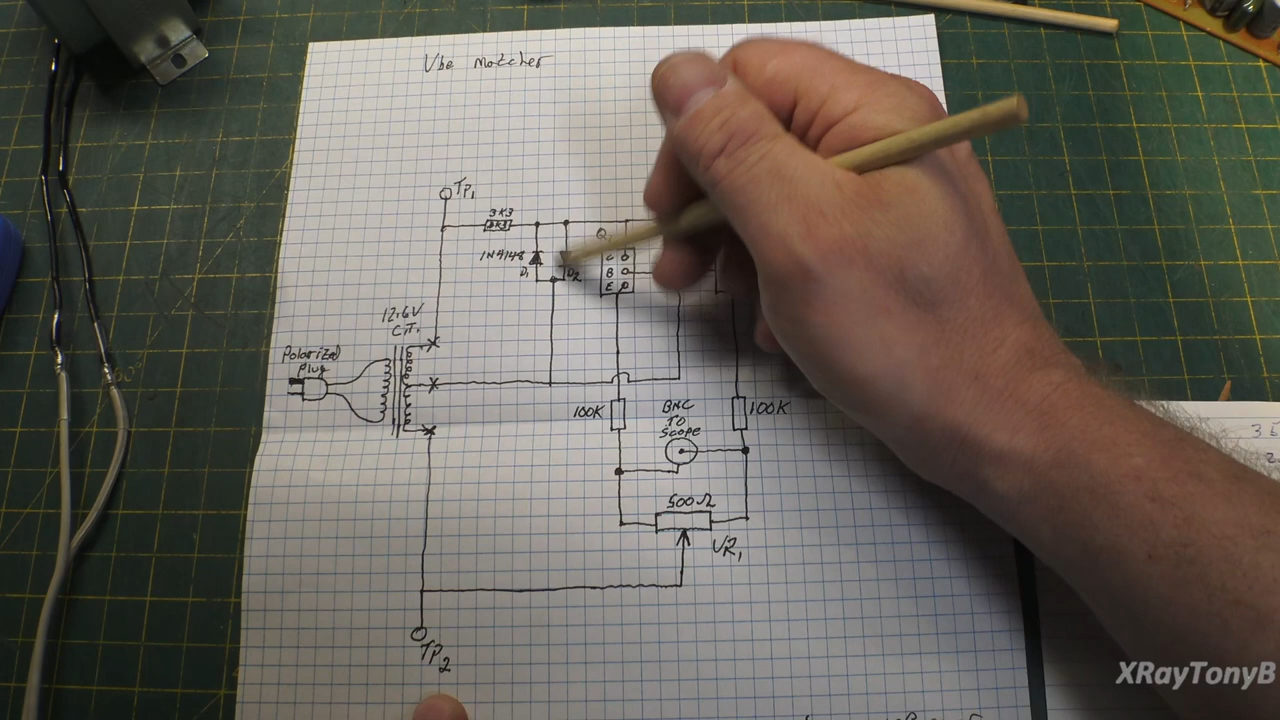 Vbe Matcher
TP1
3K3
1N4148
D1
D2
Q1
C
B
E
12.6V
C.T.
Polarized
Plug
100K
BNC
TO
Scope
100K
500Ω
VR1
TP2
XRayTonyB